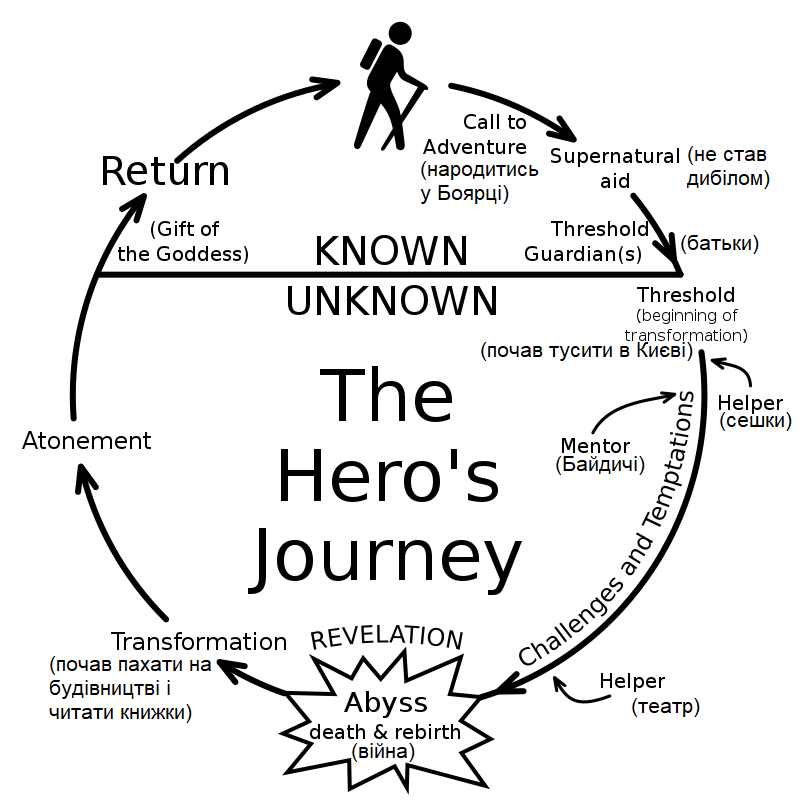 Call to
Adventure
(народитись
у Боярці)
Supernatural
aid
(не став
дибілом)
Threshold
Guardian(s)
(батьки)
Return
(Gift of
the Goddess)
KNOWN
UNKNOWN
Threshold
(beginning of
transformation)
(почав тусити в Києві)
Helper
(сешки)
Mentor
(Байдичі)
Challenges and Temptations
The
Hero's
Journey
Atonement
Helper
(театр)
REVELATION
Abyss
death & rebirth
(війна)
Transformation
(почав пахати на
будівництві і
читати книжки)